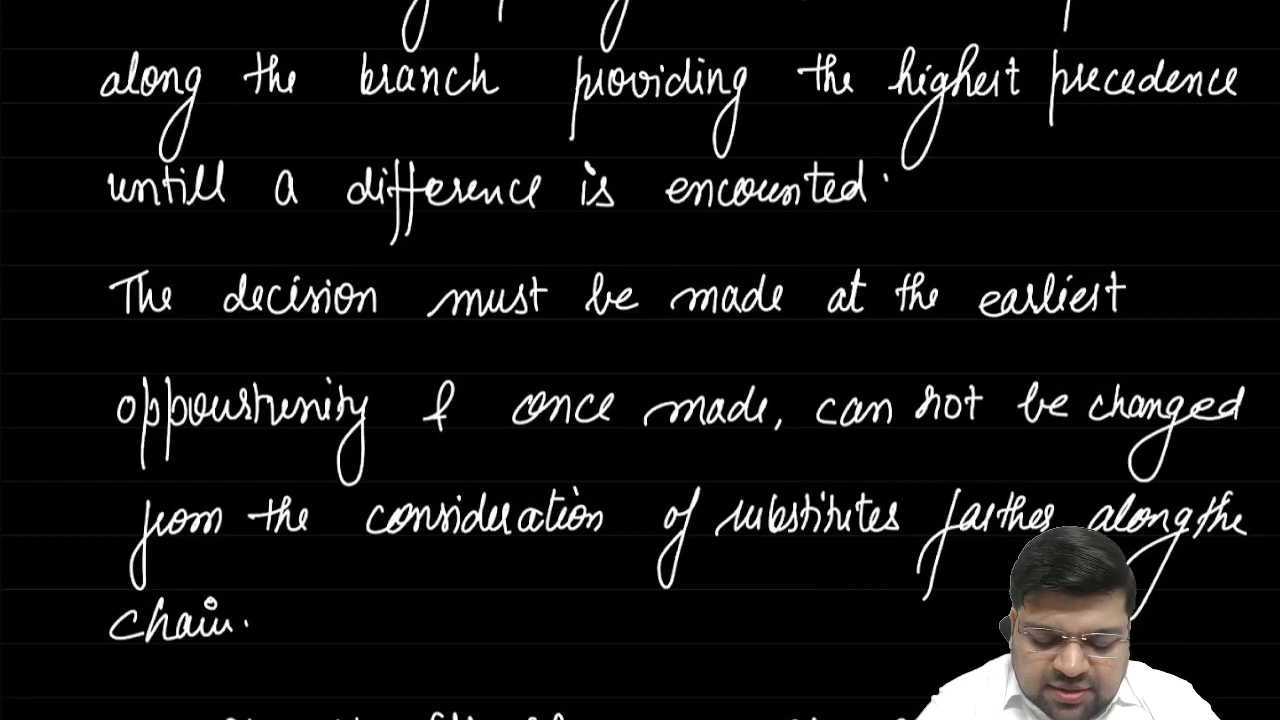 along the branch providing the highest precedence
untill a difference is encounted.
The decision must be made at the earliest
opportunity & once made, can not be changed
from the consideration of substitutes farther along the
chain.